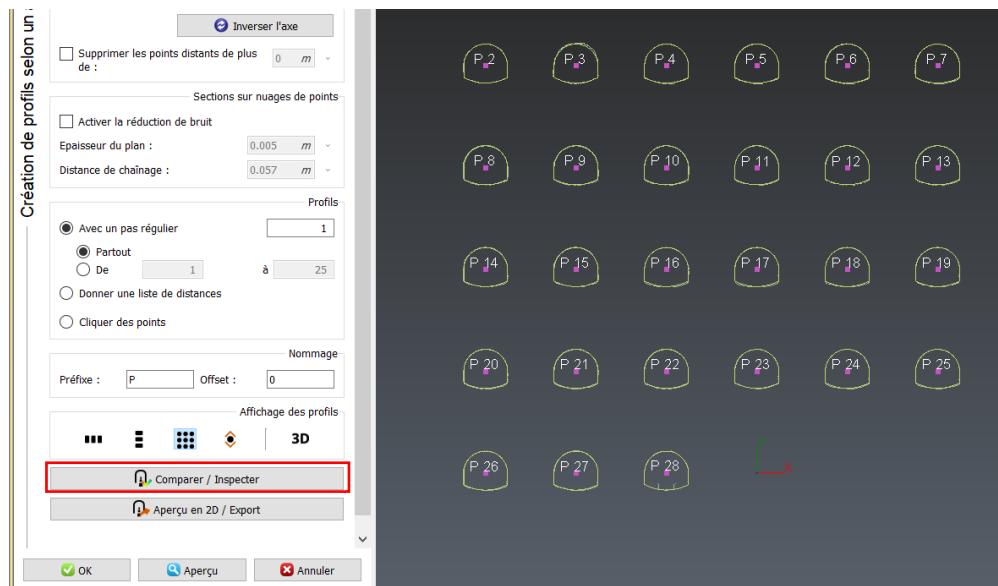 Création de profils selon un
Inverser l'axe
Supprimer les points distants de plus
de :
0 m
Sections sur nuages de points
Activer la réduction de bruit
Epaisseur du plan : 0.005 m
Distance de chaînage : 0.057 m
Profils
Avec un pas régulier 1
Partout
De 1 à 25
Donner une liste de distances
Cliquer des points
Nommage
Préfixe : P Offset : 0
Affichage des profils
3D
Comparer / Inspecter
Aperçu en 2D / Export
OK Aperçu Annuler
P 2 P 3 P 4 P 5 P 6 P 7
P 8 P 9 P 10 P 11 P 12 P 13
P 14 P 15 P 16 P 17 P 18 P 19
P 20 P 21 P 22 P 23 P 24 P 25
P 26 P 27 P 28
X